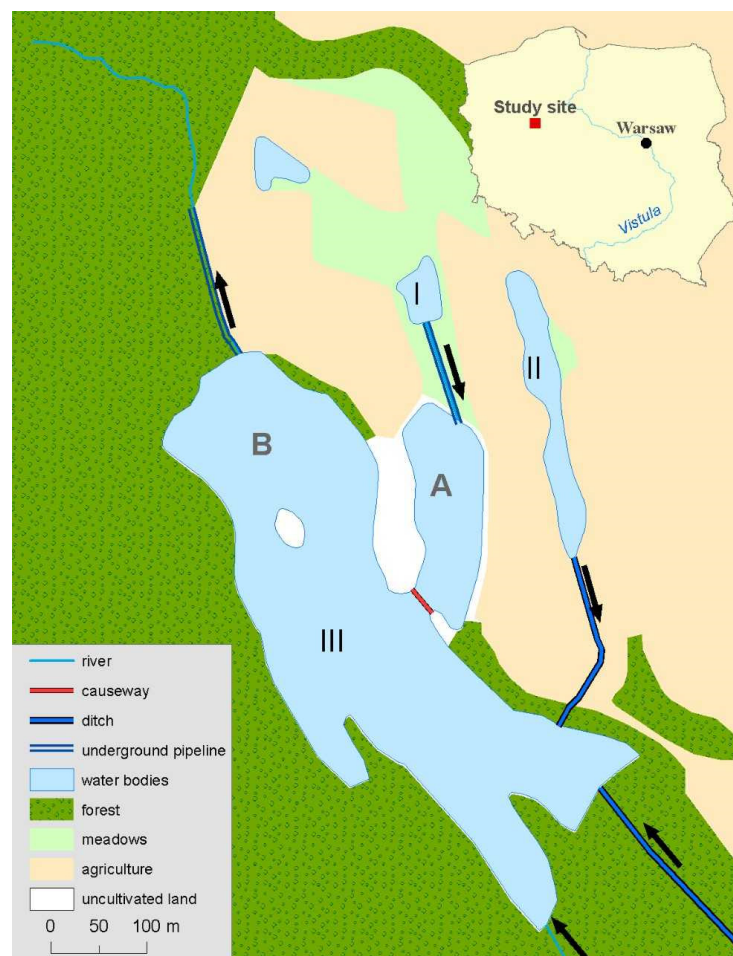 Study site
Warsaw
Vistula
I
II
B
A
III
river
causeway
ditch
underground pipeline
water bodies
forest
meadows
agriculture
uncultivated land
0 50 100 m